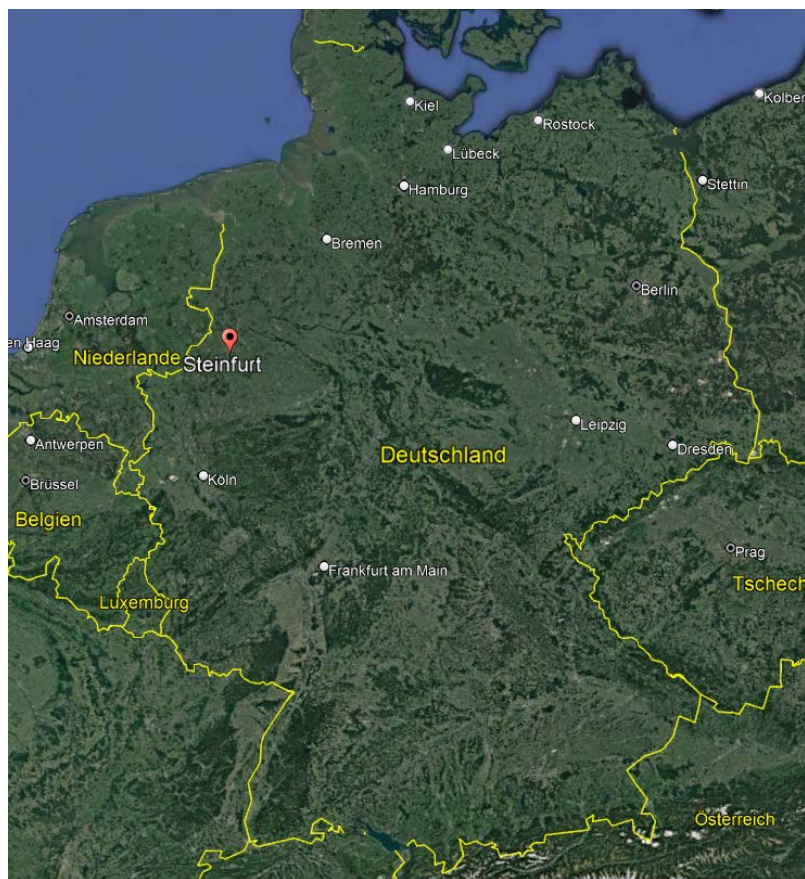 Kiel
Kolber
Rostock
Lübeck
Stettin
Hamburg
Bremen
Berlin
Amsterdam
en Haag
Niederlande
Steinfurt
Leipzig
Antwerpen
Deutschland
Dresden
Brüssel
Köln
Belgien
Prag
Frankfurt am Main
Tschech
Luxemburg
Österreich